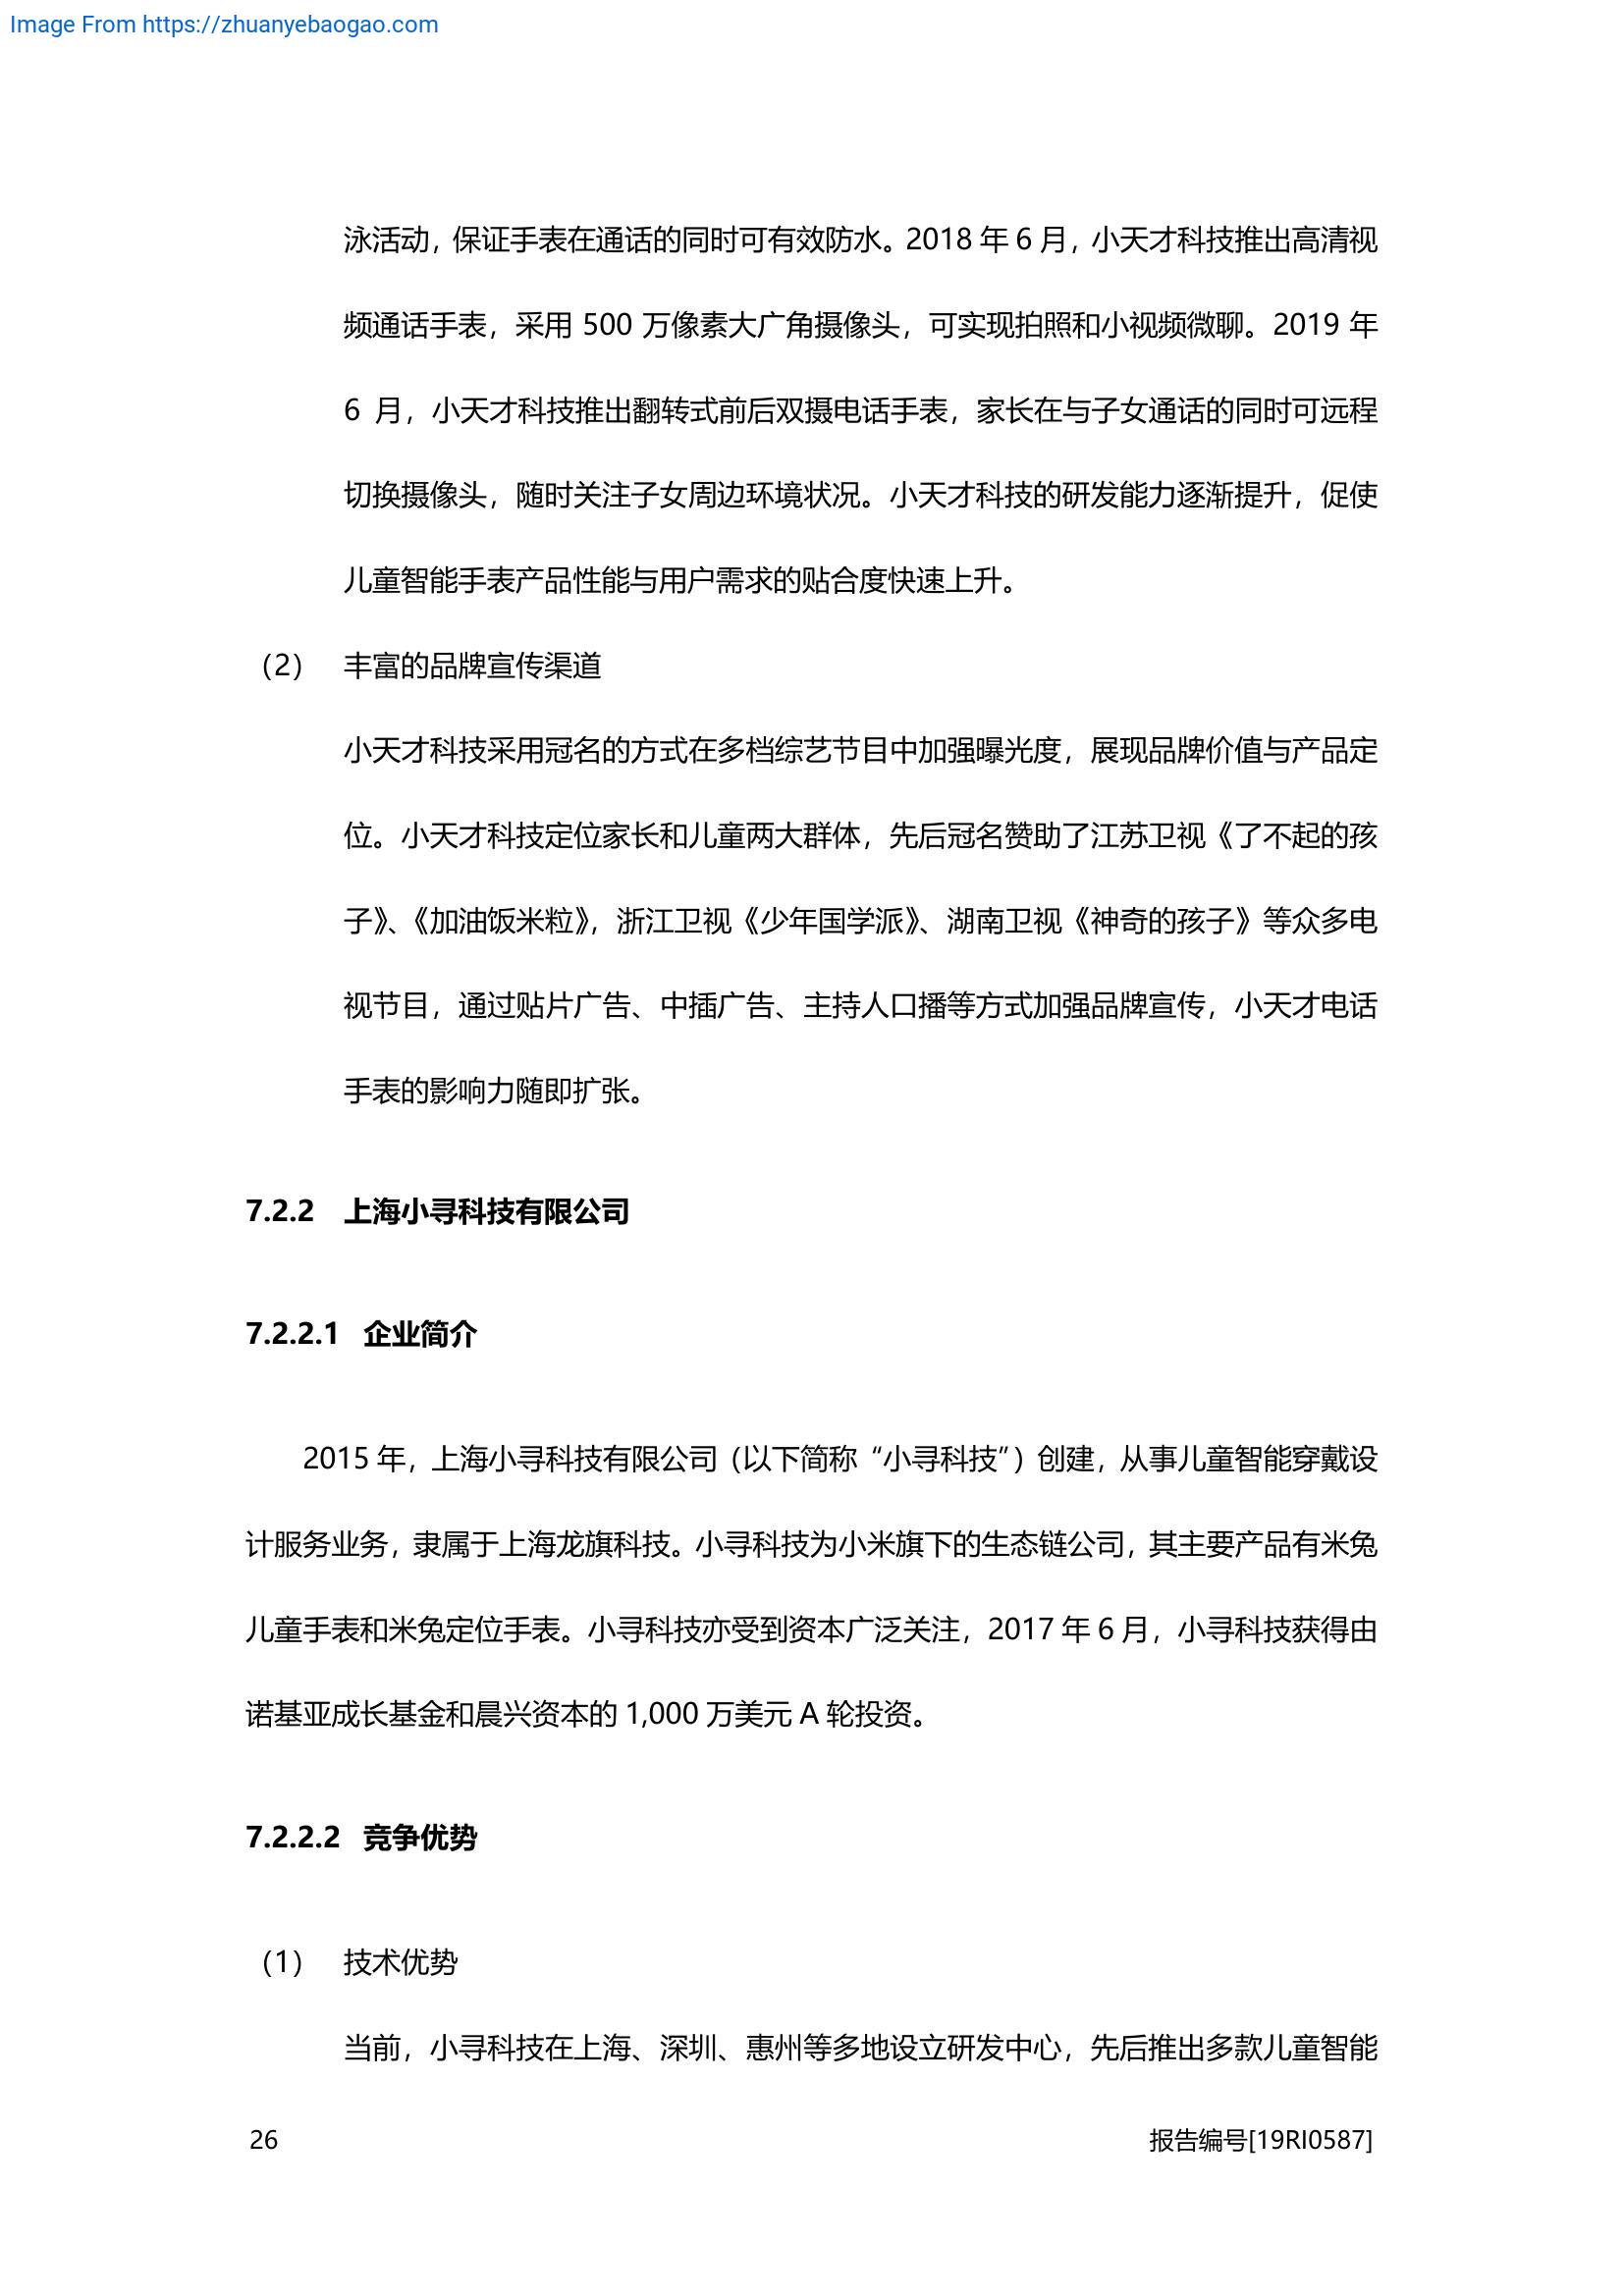 Image From https://zhuanyebaogao.com
泳活动，保证手表在通话的同时可有效防水。2018 年 6 月，小天才科技推出高清视
频通话手表，采用 500 万像素大广角摄像头，可实现拍照和小视频微聊。2019 年
6 月，小天才科技推出翻转式前后双摄电话手表，家长在与子女通话的同时可远程
切换摄像头，随时关注子女周边环境状况。小天才科技的研发能力逐渐提升，促使
儿童智能手表产品性能与用户需求的贴合度快速上升。
（2） 丰富的品牌宣传渠道
小天才科技采用冠名的方式在多档综艺节目中加强曝光度，展现品牌价值与产品定
位。小天才科技定位家长和儿童两大群体，先后冠名赞助了江苏卫视《了不起的孩
子》、《加油饭米粒》，浙江卫视《少年国学派》、湖南卫视《神奇的孩子》等众多电
视节目，通过贴片广告、中插广告、主持人口播等方式加强品牌宣传，小天才电话
手表的影响力随即扩张。
7.2.2 上海小寻科技有限公司
7.2.2.1 企业简介
2015 年，上海小寻科技有限公司（以下简称“小寻科技”）创建，从事儿童智能穿戴设
计服务业务，隶属于上海龙旗科技。小寻科技为小米旗下的生态链公司，其主要产品有米兔
儿童手表和米兔定位手表。小寻科技亦受到资本广泛关注，2017 年 6 月，小寻科技获得由
诺基亚成长基金和晨兴资本的 1,000 万美元 A 轮投资。
7.2.2.2 竞争优势
（1） 技术优势
当前，小寻科技在上海、深圳、惠州等多地设立研发中心，先后推出多款儿童智能
26 报告编号[19RI0587]